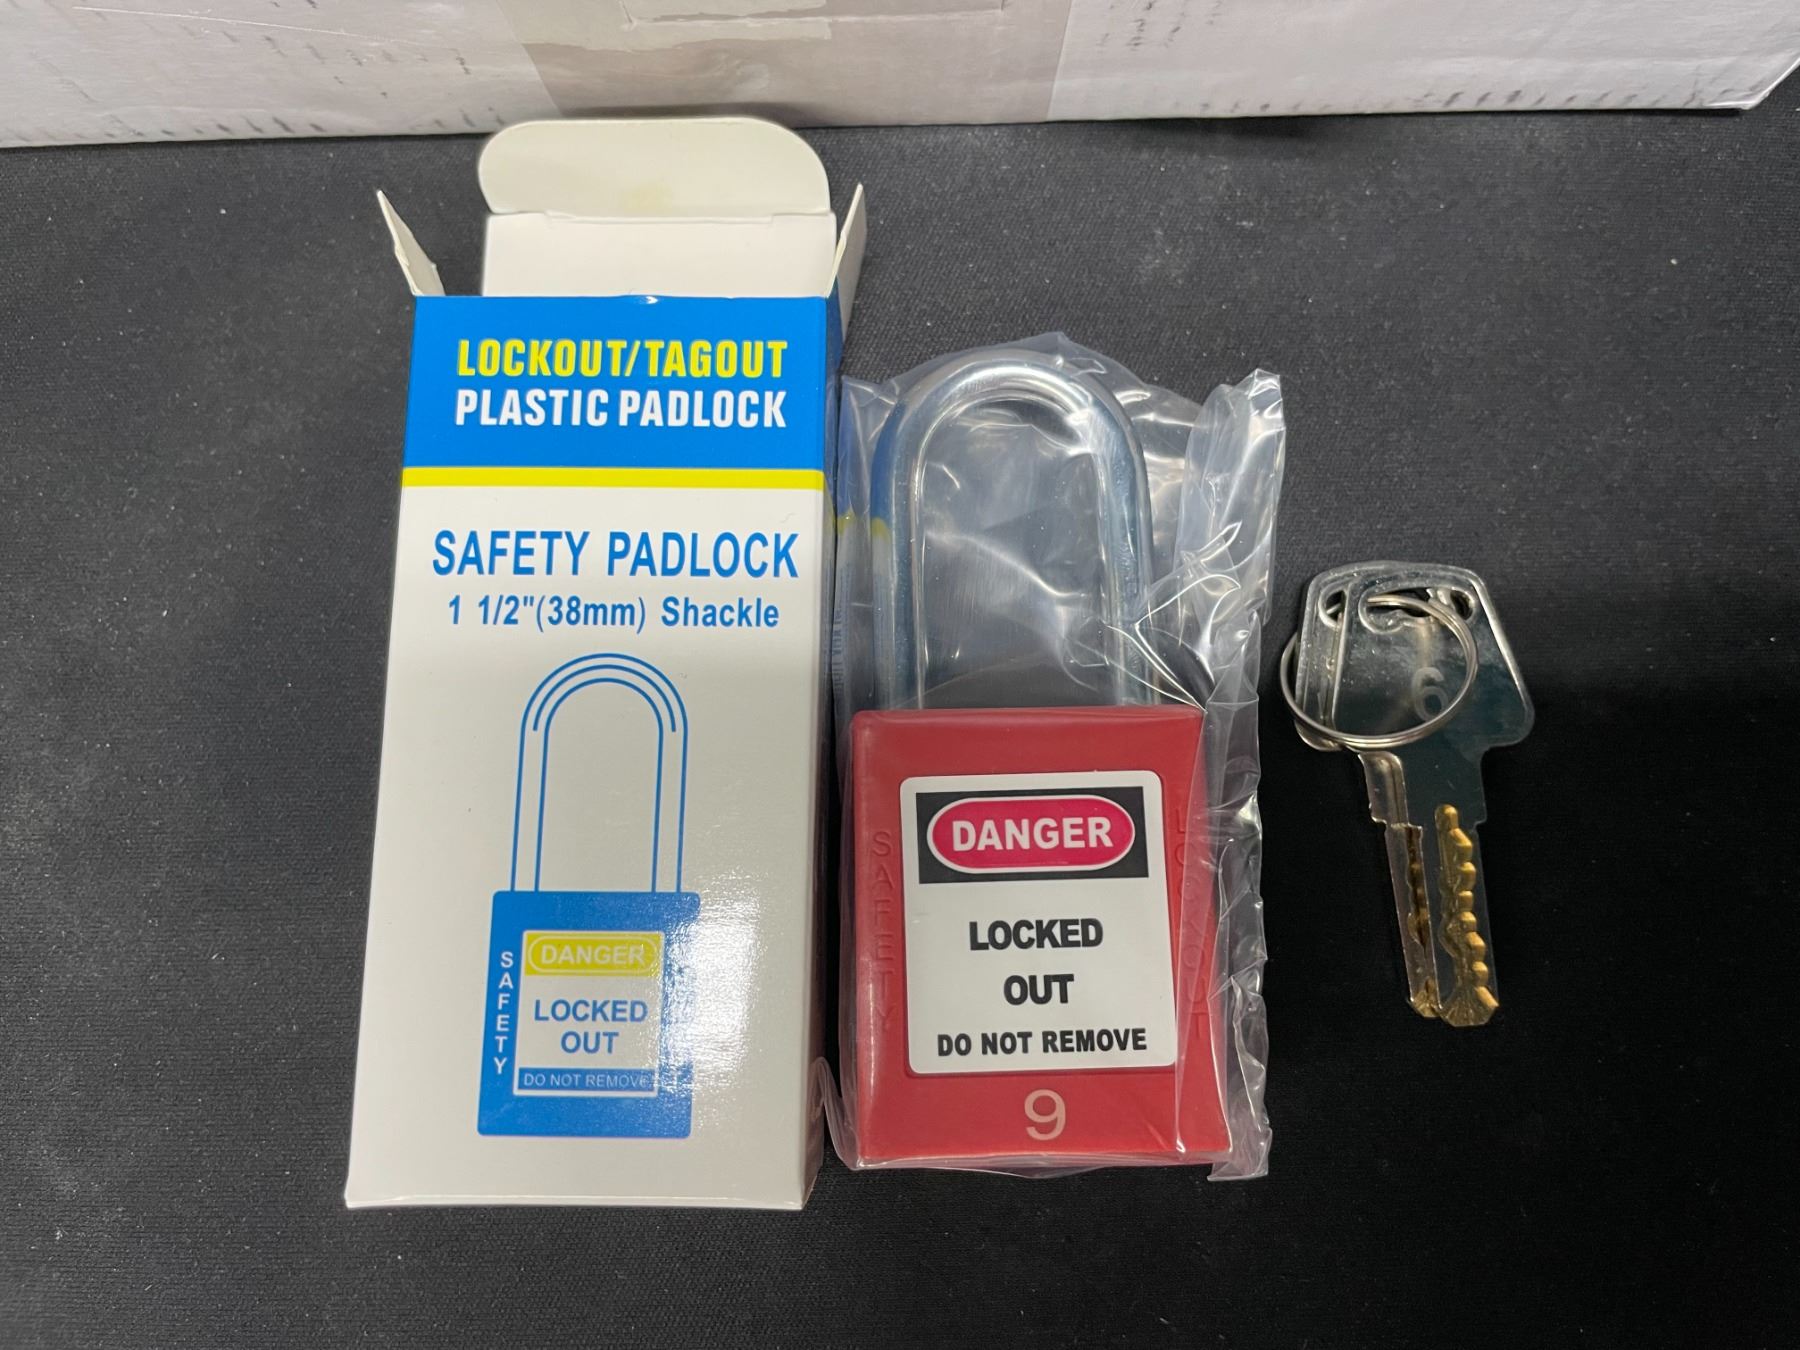 LOCKOUT/TAGOUT
PLASTIC PADLOCK
SAFETY PADLOCK
1 1/2"(38mm) Shackle
SAFETY
DANGER
LOCKED
OUT
DO NOT REMOVE
SAFETY
DANGER
LOCKED
OUT
DO NOT REMOVE
LOCKOUT
9
9